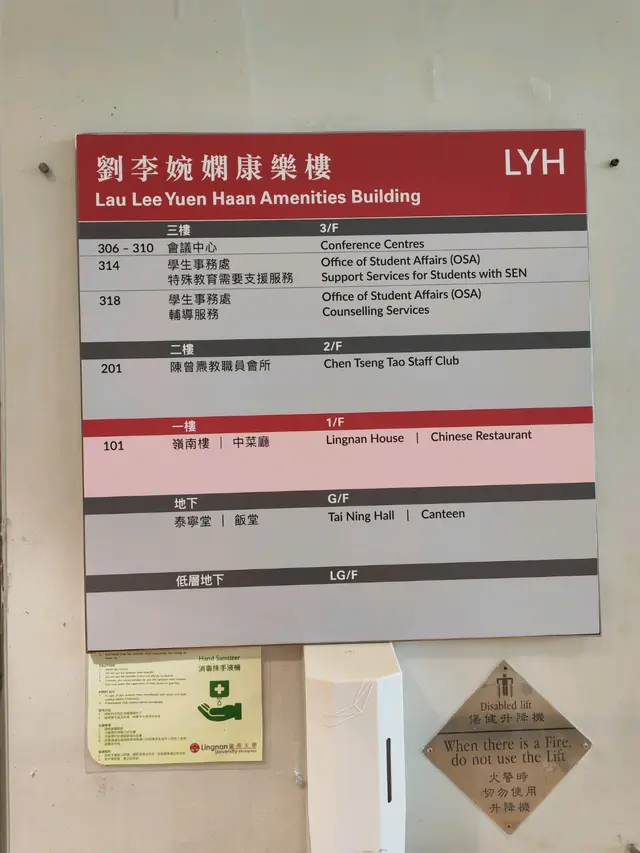 劉李婉嫻康樂樓 LYH
Lau Lee Yuen Haan Amenities Building
三樓 3/F
306 – 310 會議中心 Conference Centres
314 學生事務處 Office of Student Affairs (OSA)
特殊教育需要支援服務 Support Services for Students with SEN
318 學生事務處 Office of Student Affairs (OSA)
輔導服務 Counselling Services
二樓 2/F
201 陳曾燾教職員會所 Chen Tseng Tao Staff Club
一樓 1/F
101 嶺南樓 | 中菜廳 Lingnan House | Chinese Restaurant
地下 G/F
泰寧堂 | 飯堂 Tai Ning Hall | Canteen
低層地下 LG/F
Hand Sanitizer
消毒搓手液機
Lingnan 嶺南大學
University
Disabled lift
傷健升降機
When there is a Fire,
do not use the Lift
火警時
切勿使用
升降機